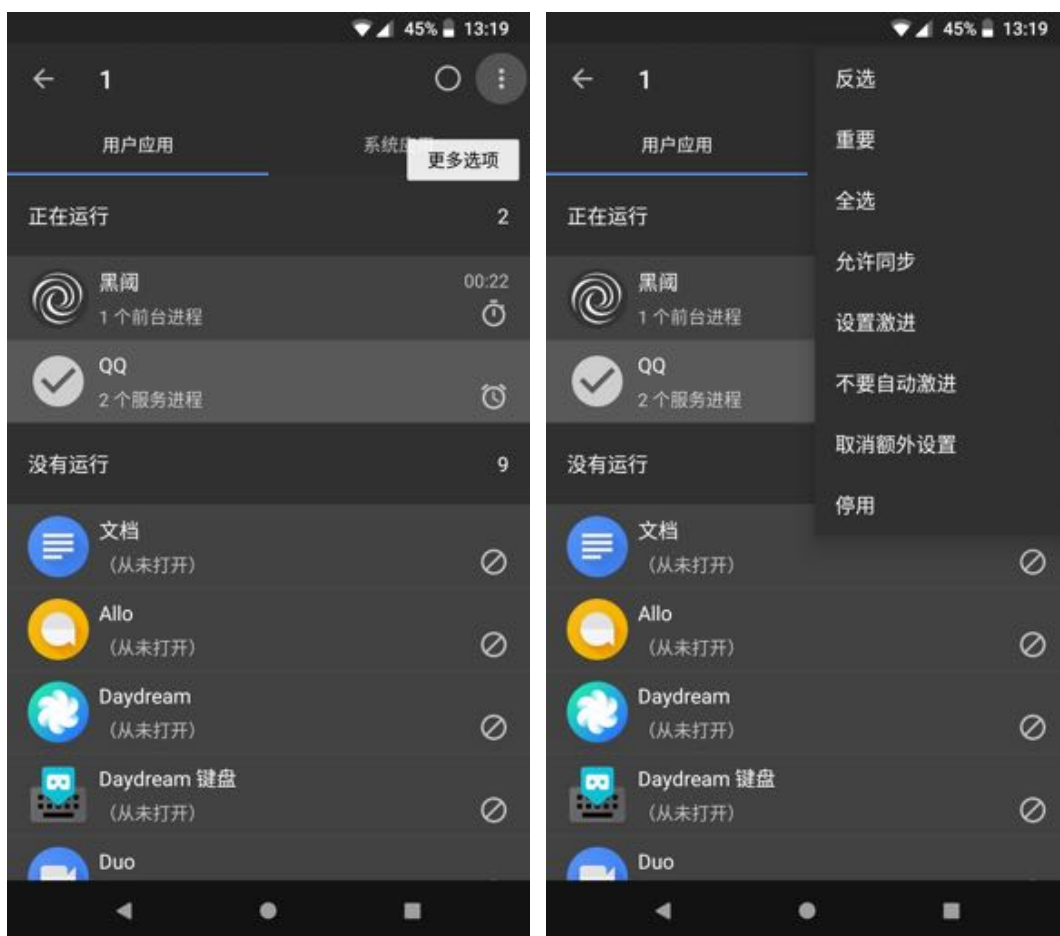 45% 13:19
1
用户应用 系统应
更多选项
正在运行 2
黑阈 00:22
1 个前台进程
QQ
2 个服务进程
没有运行 9
文档
（从未打开）
Allo
（从未打开）
Daydream
（从未打开）
Daydream 键盘
（从未打开）
Duo
45% 13:19
1
用户应用
正在运行
黑阈
1 个前台进程
QQ
2 个服务进程
没有运行
反选
重要
全选
允许同步
设置激进
不要自动激进
取消额外设置
停用
文档
（从未打开）
Allo
（从未打开）
Daydream
（从未打开）
Daydream 键盘
（从未打开）
Duo